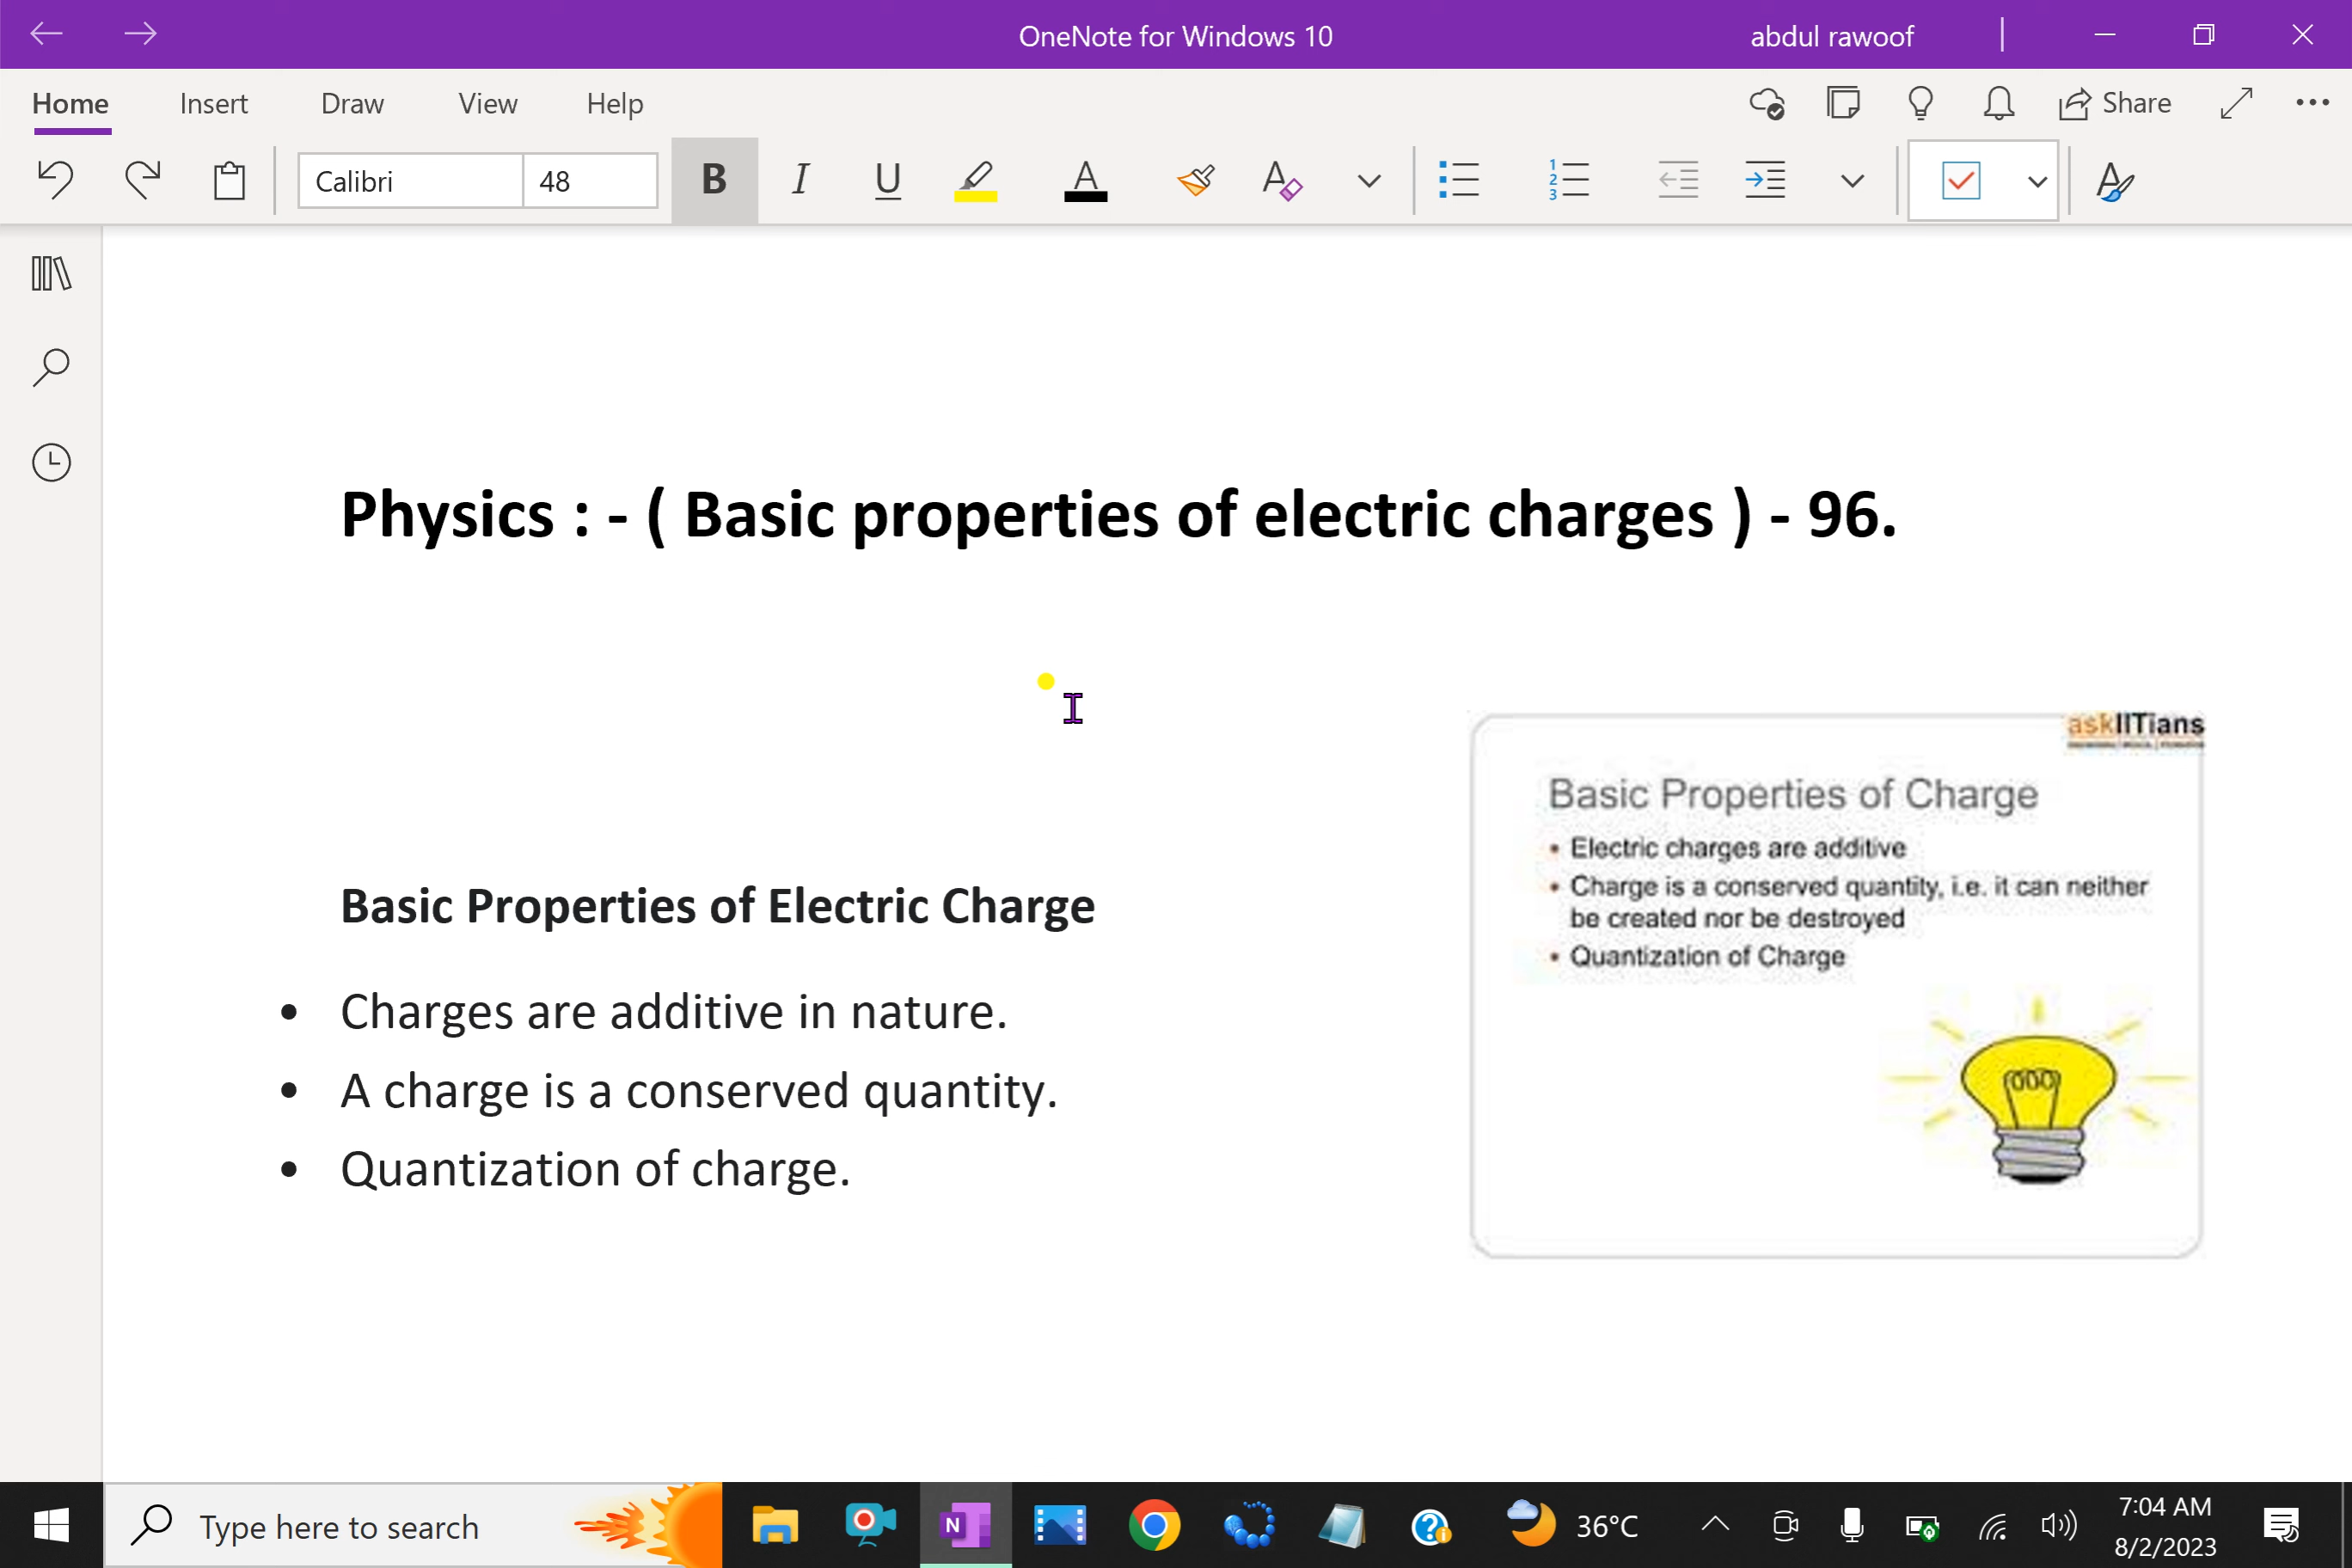 OneNote for Windows 10
abdul rawoof
Home Insert Draw View Help
Share
Calibri 48
B I U A A
Physics : - ( Basic properties of electric charges ) - 96.
askIITians
Basic Properties of Charge
• Electric charges are additive
• Charge is a conserved quantity, i.e. it can neither
be created nor be destroyed
• Quantization of Charge
Basic Properties of Electric Charge
• Charges are additive in nature.
• A charge is a conserved quantity.
• Quantization of charge.
Type here to search
N
36°C
7:04 AM
8/2/2023